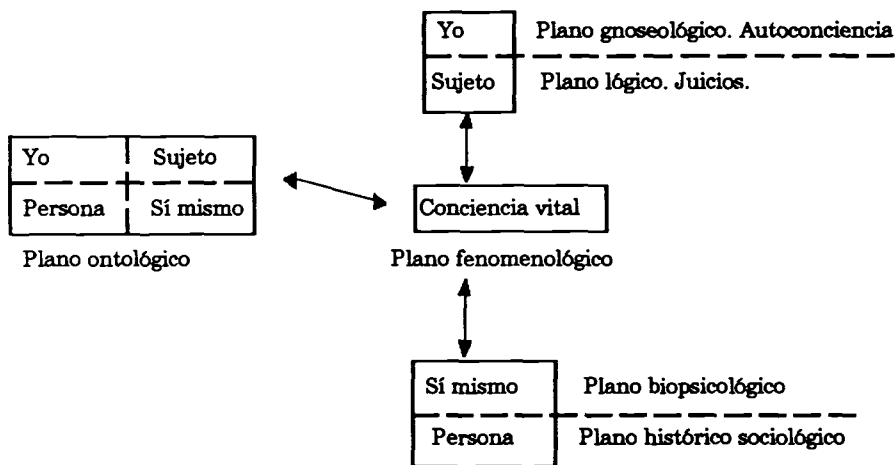 Yo Plano gnoseológico. Autoconciencia
Sujeto Plano lógico. Juicios.
Yo Sujeto
Persona Sí mismo
Plano ontológico
Conciencia vital
Plano fenomenológico
Sí mismo Plano biopsicológico
Persona Plano histórico sociológico